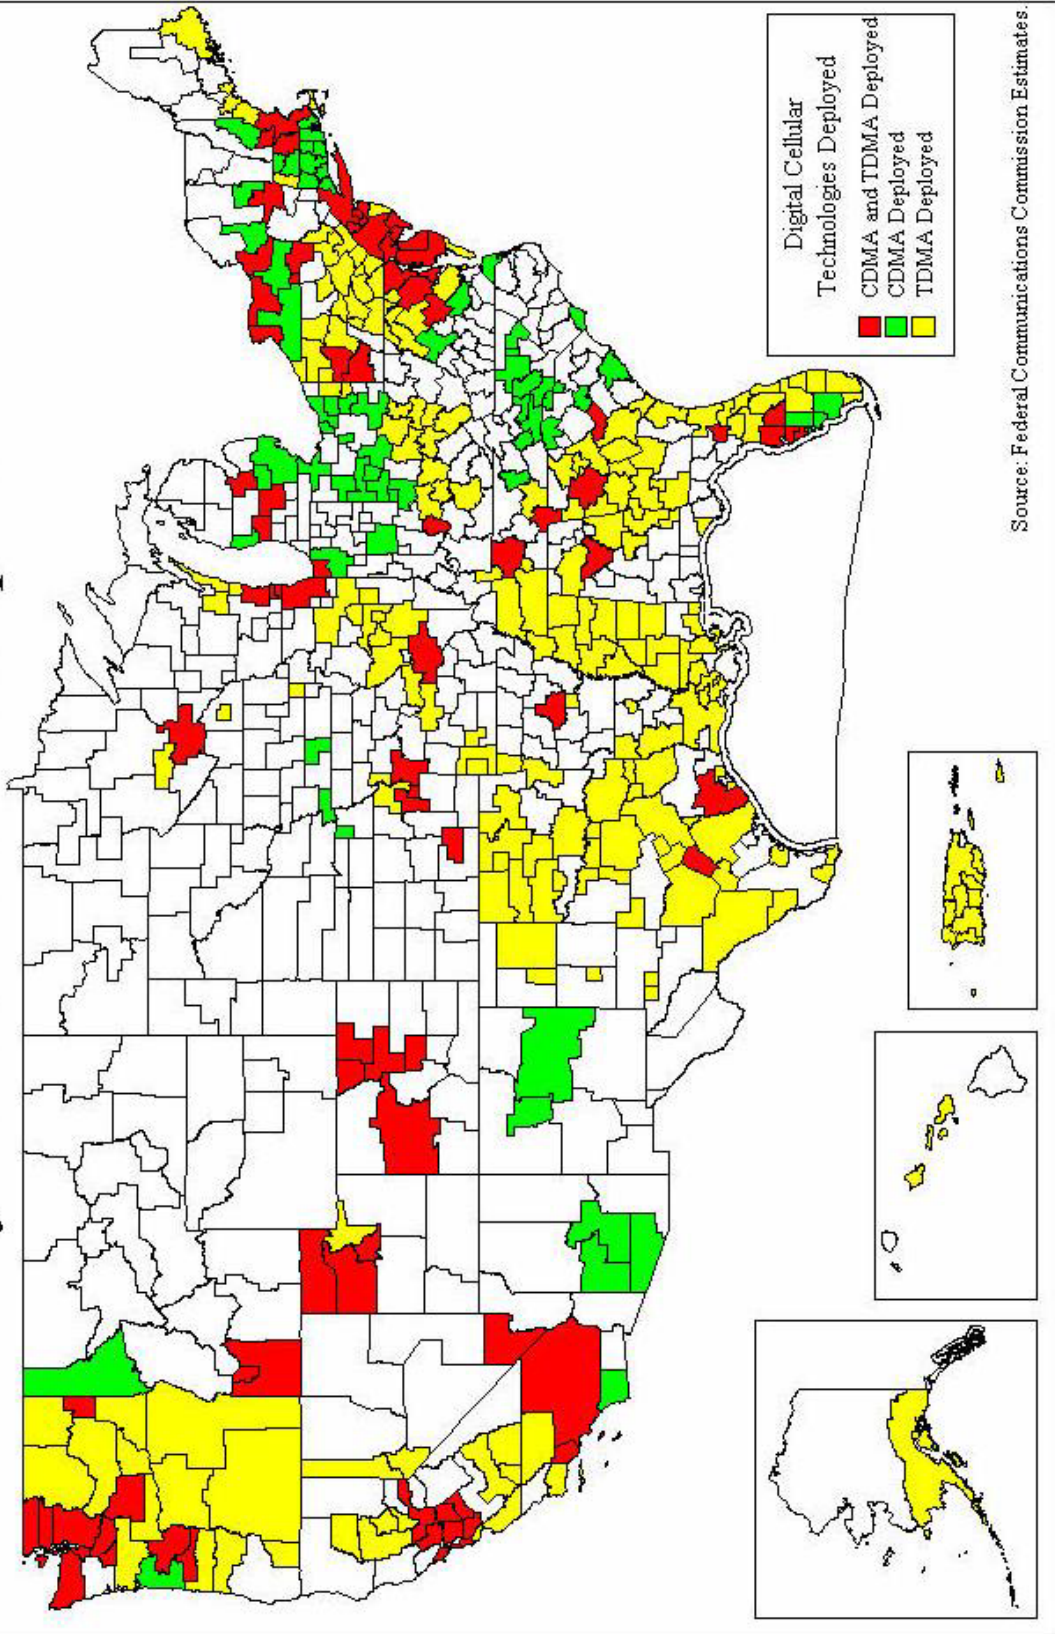 Digital Cellular
Technologies Deployed
CDMA and TDMA Deployed
CDMA Deployed
TDMA Deployed
Source: Federal Communications Commission Estimates.